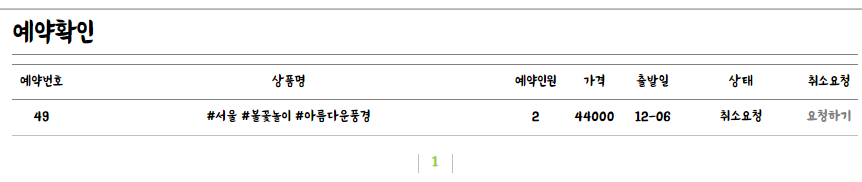 예약확인
예약번호 상품명 예약인원 가격 출발일 상태 취소요청
49 #서울 #불꽃놀이 #아름다운풍경 2 44000 12-06 취소요청 요청하기
1